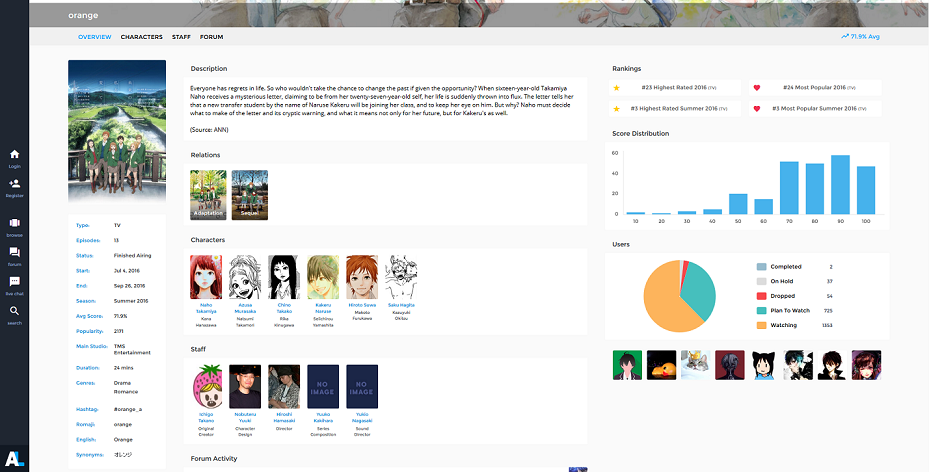 orange
OVERVIEW CHARACTERS STAFF FORUM
71.9% Avg
Login
Register
browse
forum
live chat
search
AL
Type: TV
Episodes: 13
Status: Finished Airing
Start: Jul 4, 2016
End: Sep 26, 2016
Season: Summer 2016
Avg Score: 71.9%
Popularity: 2171
Main Studio: TMS
Entertainment
Duration: 24 mins
Genres: Drama
Romance
Hashtag: #orange_a
Romaji: orange
English: Orange
Synonyms: オレンジ
Description
Everyone has regrets in life. So who wouldn't take the chance to change the past if given the opportunity? When sixteen-year-old Takamiya
Naho receives a mysterious letter, claiming to be from her twenty-seven-year-old self, her life is suddenly thrown into flux. The letter tells her
that a new transfer student by the name of Naruse Kakeru will be joining her class, and to keep her eye on him. But why? Naho must decide
what to make of the letter and its cryptic warning, and what it means not only for her future, but for Kakeru's as well.
(Source: ANN)
Relations
Adaptation
Sequel
Characters
Naho
Takamiya
Kana
Hanazawa
Azusa
Murasaka
Natsumi
Takamori
Chino
Takako
Rika
Kinugawa
Kakeru
Naruse
Seiichirou
Yamashita
Hiroto Suwa
Makoto
Furukawa
Saku Hagita
Kazuyuki
Okitsu
Staff
Ichigo
Takano
Original
Creator
Nobuteru
Yuuki
Character
Design
Hiroshi
Hamasaki
Director
NO
IMAGE
Yuuko
Kakihara
Series
Composition
NO
IMAGE
Yukio
Nagasaki
Sound
Director
Forum Activity
Rankings
#23 Highest Rated 2016 (TV)
#24 Most Popular 2016 (TV)
#3 Highest Rated Summer 2016 (TV)
#3 Most Popular Summer 2016 (TV)
Score Distribution
60
40
20
0
10 20 30 40 50 60 70 80 90 100
Users
Completed 2
On Hold 37
Dropped 54
Plan To Watch 725
Watching 1353